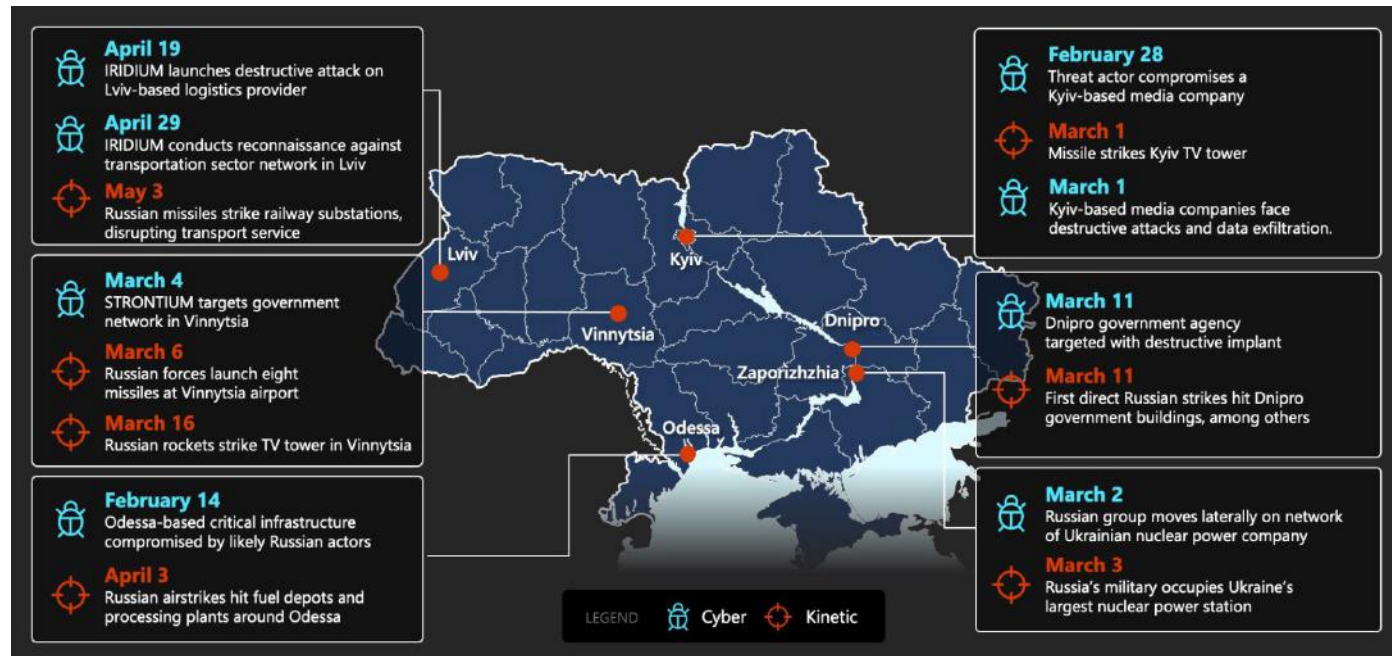 April 19
IRIDIUM launches destructive attack on
Lviv-based logistics provider
April 29
IRIDIUM conducts reconnaissance against
transportation sector network in Lviv
May 3
Russian missiles strike railway substations,
disrupting transport service
March 4
STRONTIUM targets government
network in Vinnytsia
March 6
Russian forces launch eight
missiles at Vinnytsia airport
March 16
Russian rockets strike TV tower in Vinnytsia
February 14
Odessa-based critical infrastructure
compromised by likely Russian actors
April 3
Russian airstrikes hit fuel depots and
processing plants around Odessa
Lviv
Kyiv
Vinnytsia
Dnipro
Zaporizhzhia
Odessa
LEGEND Cyber Kinetic
February 28
Threat actor compromises a
Kyiv-based media company
March 1
Missile strikes Kyiv TV tower
March 1
Kyiv-based media companies face
destructive attacks and data exfiltration.
March 11
Dnipro government agency
targeted with destructive implant
March 11
First direct Russian strikes hit Dnipro
government buildings, among others
March 2
Russian group moves laterally on network
of Ukrainian nuclear power company
March 3
Russia's military occupies Ukraine's
largest nuclear power station